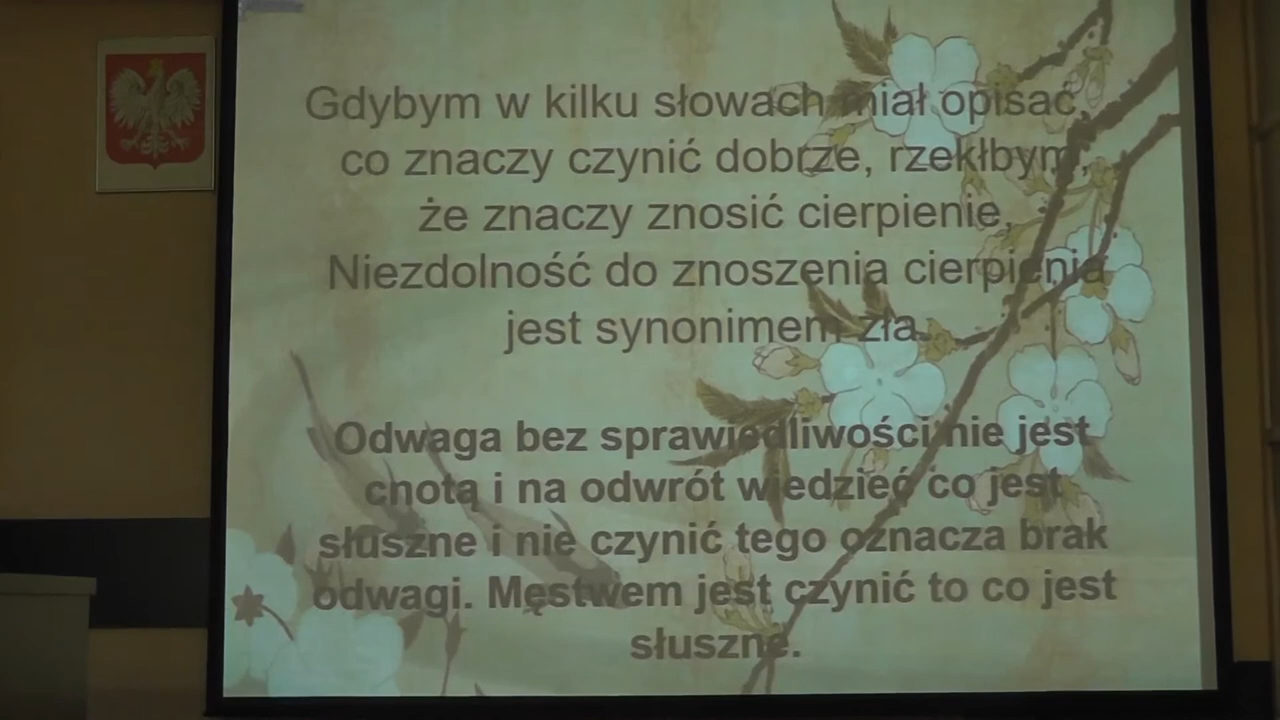 Gdybym w kilku słowach miał opisać,
co znaczy czynić dobrze, rzekłbym,
że znaczy znosić cierpienie.
Niezdolność do znoszenia cierpienia
jest synonimem zła.
Odwaga bez sprawiedliwości nie jest
cnotą i na odwrót wiedzieć co jest
słuszne i nie czynić tego oznacza brak
odwagi. Męstwem jest czynić to co jest
słuszne.